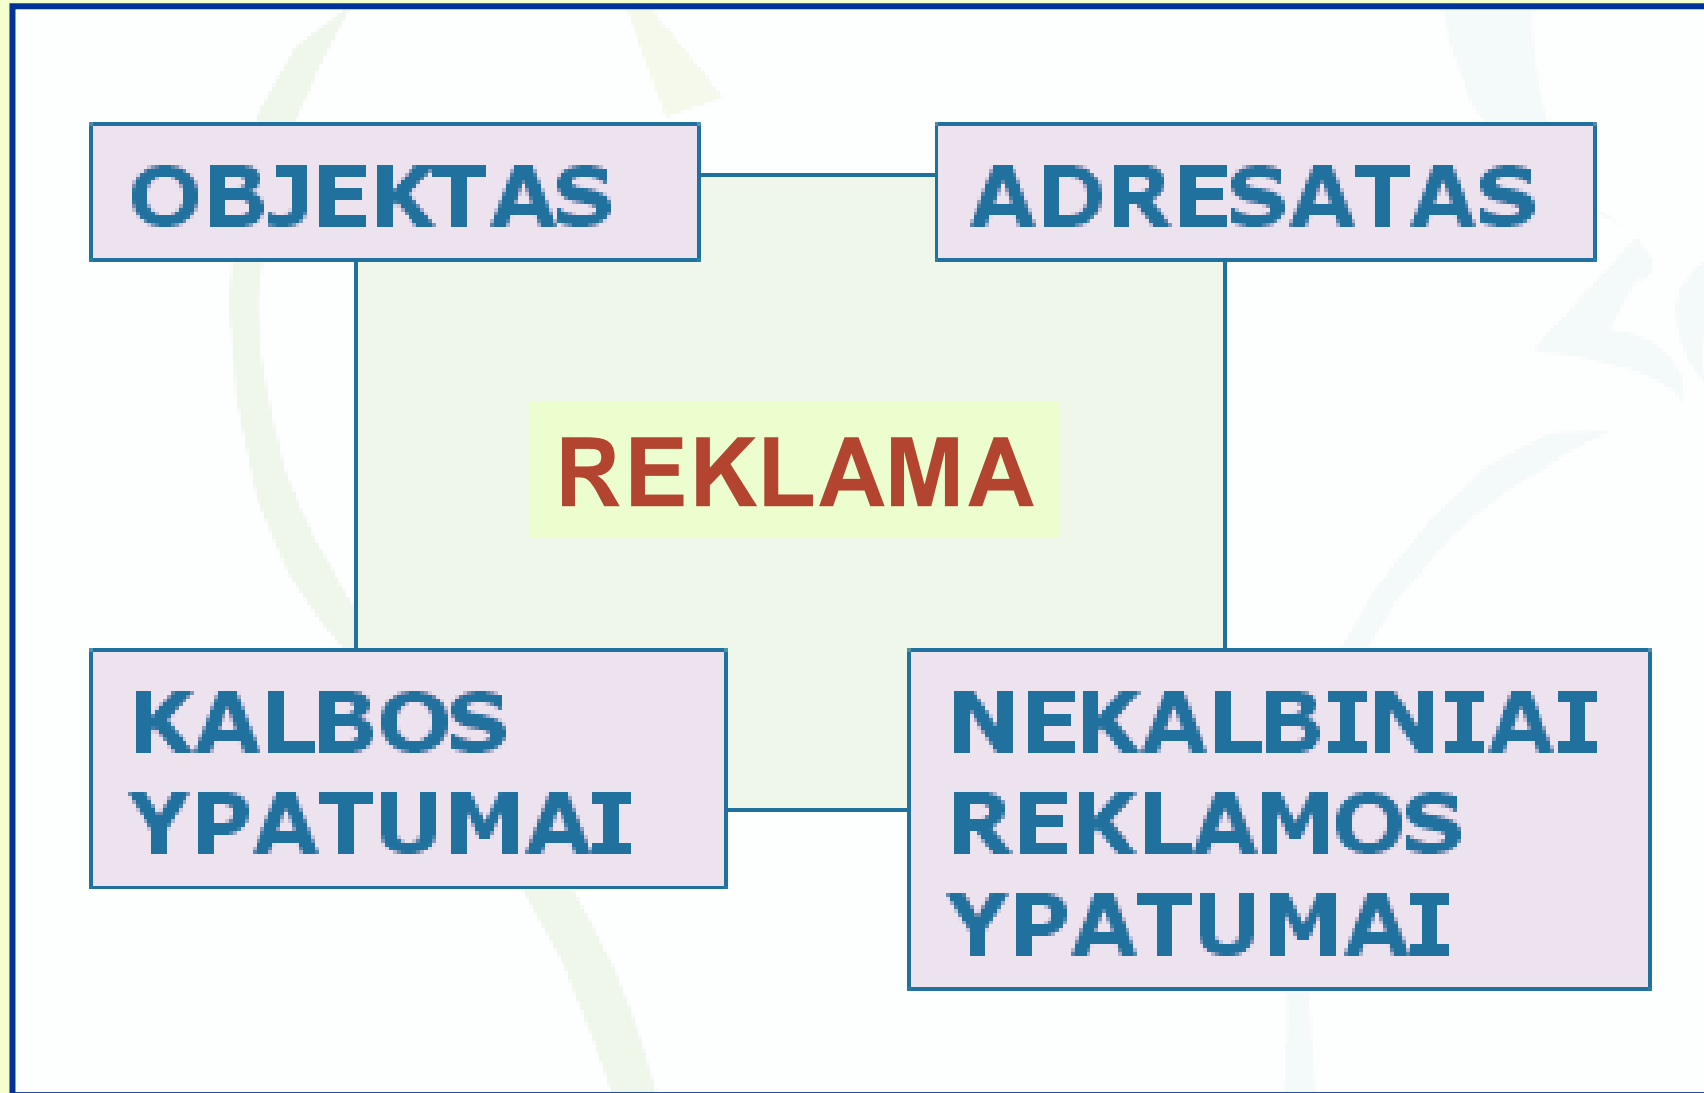 OBJEKTAS
ADRESATAS
REKLAMA
KALBOS
YPATUMAI
NEKALBINIAI
REKLAMOS
YPATUMAI